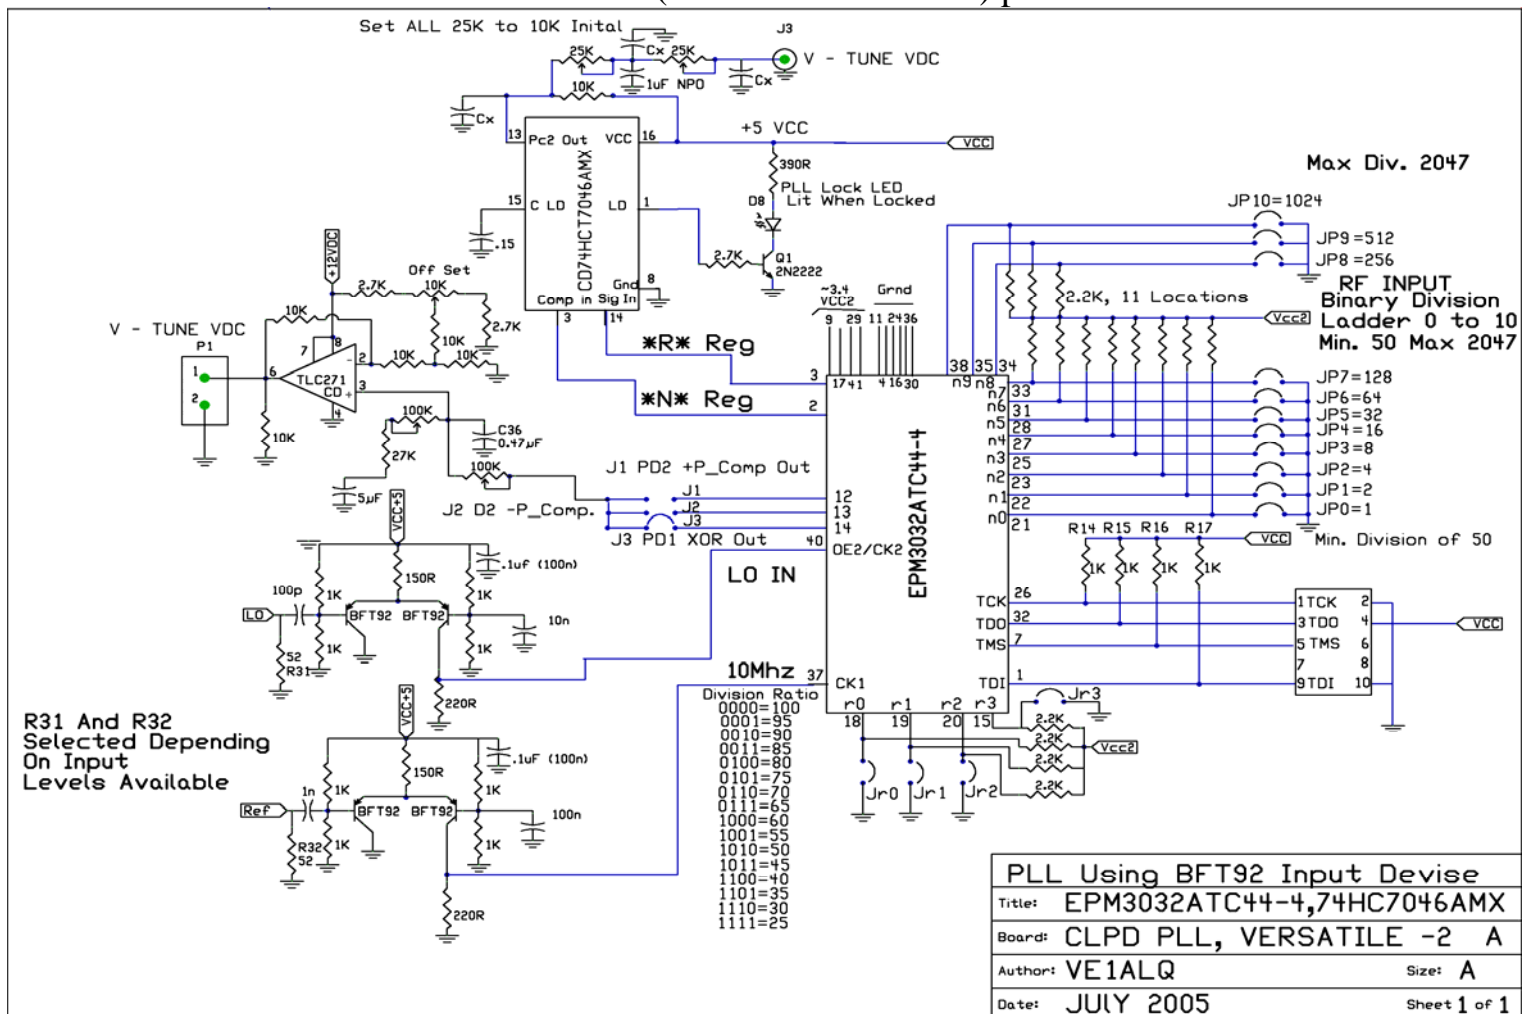 Set ALL 25K to 10K Inital
J3
25K
Cx
25K
V - TUNE VDC
1uF
NPO
Cx
10K
Cx
13
Pc2 Out
VCC
16
+5 VCC
VCC
390R
PLL Lock LED
Lit When Locked
D8
15
C LD
LD
1
CD74HCT7046AMX
.15
2.7K
Q1
2N2222
Gnd
8
Comp in
Sig In
3
14
Max Div. 2047
JP10=1024
JP9=512
JP8=256
RF INPUT
Binary Division
Ladder 0 to 10
Min. 50 Max 2047
2.2K, 11 Locations
Vcc2
+12VDC
Off Set
2.7K
10K
10K
2.7K
10K
10K
10K
V - TUNE VDC
P1
1
2
7
8
6
2
3
4
TLC271
-
CD +
10K
*R* Reg
*N* Reg
~3.4
VCC2
Grnd
9
29
11
24
36
17
41
4
16
30
38
35
34
n9
n8
3
2
n7
33
JP7=128
n6
31
JP6=64
n5
28
JP5=32
n4
27
JP4=16
n3
25
JP3=8
n2
23
JP2=4
n1
22
JP1=2
n0
21
JP0=1
100K
C36
0.47µF
27K
100K
5µF
J1 PD2 +P_Comp Out
J1
12
J2 D2 -P_Comp.
J2
13
J3
14
J3 PD1 XOR Out
40
OE2/CK2
EPM3032ATC44-4
LO IN
R14
R15
R16
R17
VCC
Min. Division of 50
1K
1K
1K
1K
TCK
26
TDO
32
TMS
7
TDI
1
1TCK
2
3TDO
4
5 TMS
6
7
8
9TDI
10
VCC
VCC+5
.1uf (100n)
150R
1K
1K
100p
LO
BFT92
BFT92
10n
1K
1K
52
R31
220R
10Mhz
37
CK1
r0
r1
r2
r3
18
19
20
15
Jr3
2.2K
2.2K
2.2K
2.2K
Vcc2
Jr0
Jr1
Jr2
Division Ratio
0000=100
0001=95
0010=90
0011=85
0100=80
0101=75
0110=70
0111=65
1000=60
1001=55
1010=50
1011=45
1100-40
1101=35
1110=30
1111=25
R31 And R32
Selected Depending
On Input
Levels Available
VCC+5
.1uF (100n)
150R
1K
1K
1n
Ref
BFT92
BFT92
100n
R32
52
1K
1K
220R
PLL Using BFT92 Input Devise
Title: EPM3032ATC44-4,74HC7046AMX
Board: CLPD PLL, VERSATILE -2 A
Author: VE1ALQ
Size: A
Date: JULY 2005
Sheet 1 of 1